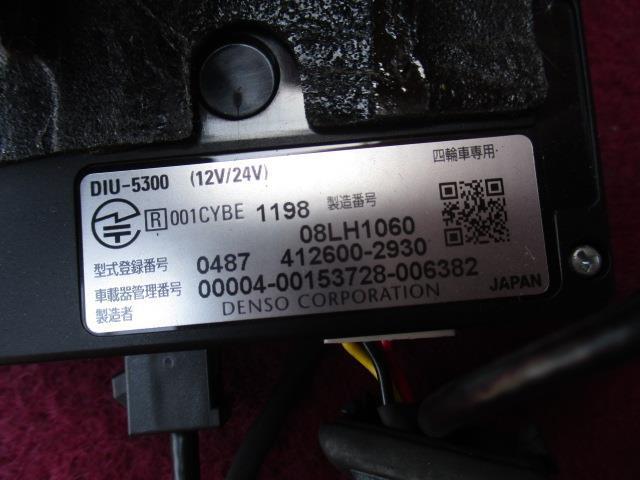 DIU-5300 (12V/24V) 四輪車専用
R 001CYBE 1198 製造番号
08LH1060
型式登録番号 0487 412600-2930
車載器管理番号 00004-00153728-006382
製造者 DENSO CORPORATION JAPAN